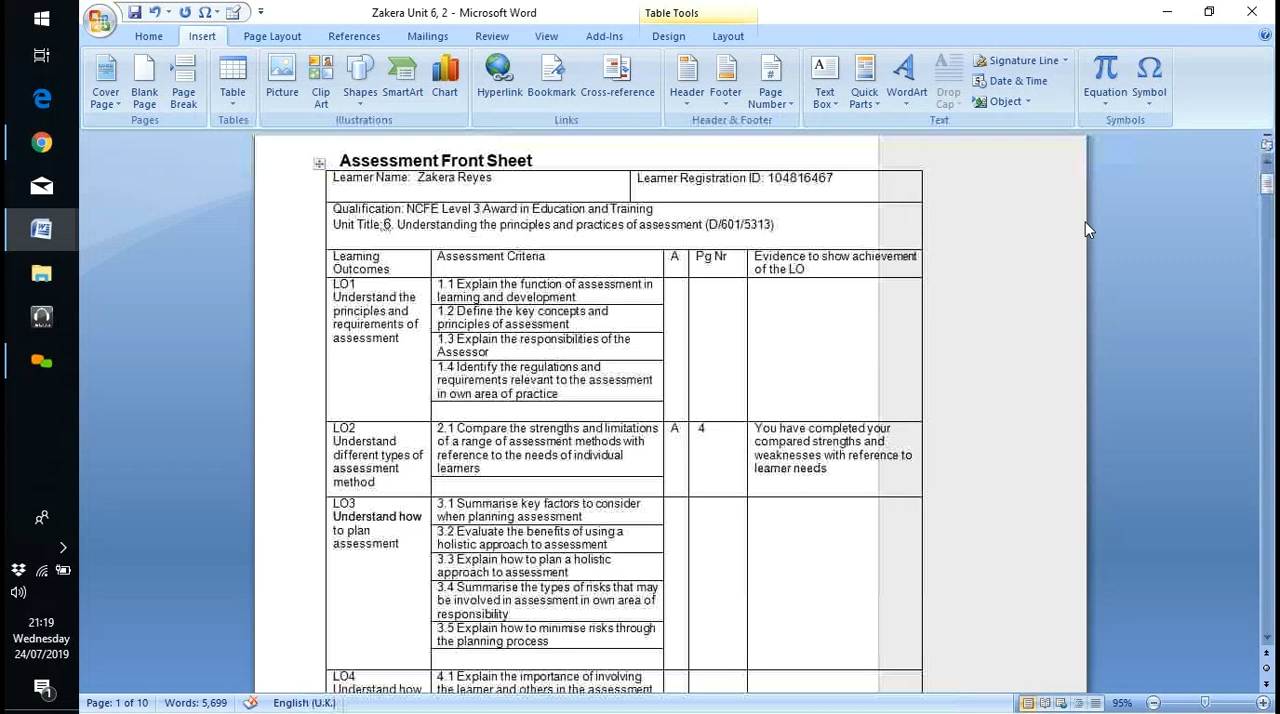 Zakera Unit 6, 2 - Microsoft Word
Table Tools
Home Insert Page Layout References Mailings Review View Add-Ins Design Layout
Cover Page
Blank Page
Page Break
Table
Picture
Clip Art
Shapes
SmartArt
Chart
Hyperlink
Bookmark
Cross-reference
Header
Footer
Page Number
Text Box
Quick Parts
WordArt
Drop Cap
Signature Line
Date & Time
Object
Equation
Symbol
Pages Tables Illustrations Links Header & Footer Text Symbols
Assessment Front Sheet
Learner Name: Zakera Reyes
Learner Registration ID: 104816467
Qualification: NCFE Level 3 Award in Education and Training
Unit Title:6. Understanding the principles and practices of assessment (D/601/5313)
Learning
Outcomes
Assessment Criteria
A
Pg Nr
Evidence to show achievement
of the LO
LO1
Understand the
principles and
requirements of
assessment
1.1 Explain the function of assessment in
learning and development
1.2 Define the key concepts and
principles of assessment
1.3 Explain the responsibilities of the
Assessor
1.4 Identify the regulations and
requirements relevant to the assessment
in own area of practice
LO2
Understand
different types of
assessment
method
2.1 Compare the strengths and limitations
of a range of assessment methods with
reference to the needs of individual
learners
A
4
You have completed your
compared strengths and
weaknesses with reference to
learner needs
LO3
Understand how
to plan
assessment
3.1 Summarise key factors to consider
when planning assessment
3.2 Evaluate the benefits of using a
holistic approach to assessment
3.3 Explain how to plan a holistic
approach to assessment
3.4 Summarise the types of risks that may
be involved in assessment in own area of
responsibility
3.5 Explain how to minimise risks through
the planning process
LO4
Understand how
4.1 Explain the importance of involving
the learner and others in the assessment
21:19
Wednesday
24/07/2019
1
Page: 1 of 10 Words: 5,699 English (U.K.) 95%